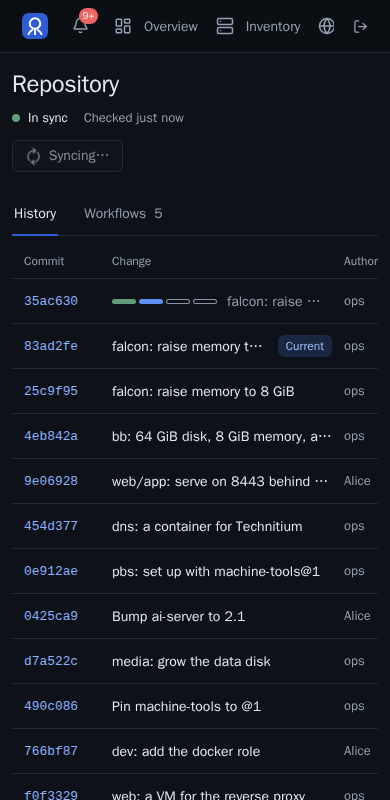 9+
Overview
Inventory
Repository
In sync Checked just now
Syncing···
History Workflows 5
Commit Change Author
35ac630 falcon: raise ··· ops
83ad2fe falcon: raise memory t··· Current ops
25c9f95 falcon: raise memory to 8 GiB ops
4eb842a bb: 64 GiB disk, 8 GiB memory, a··· ops
9e06928 web/app: serve on 8443 behind ··· Alice
454d377 dns: a container for Technitium ops
0e912ae pbs: set up with machine-tools@1 ops
0425ca9 Bump ai-server to 2.1 Alice
d7a522c media: grow the data disk ops
490c086 Pin machine-tools to @1 ops
766bf87 dev: add the docker role Alice
f0f3329 web: a VM for the reverse proxy ops